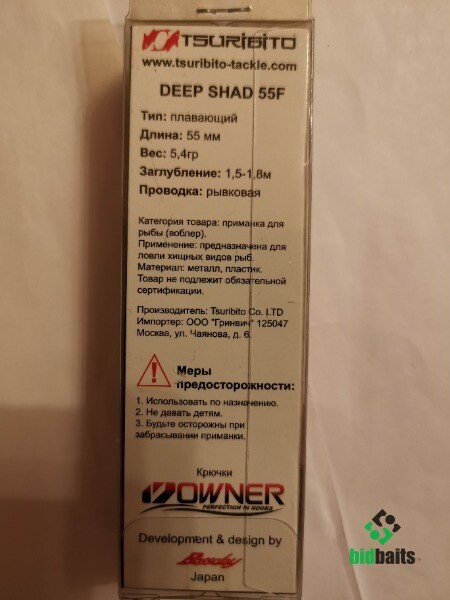 TSURIBITO
www.tsuribito-tackle.com
DEEP SHAD 55F
Тип: плавающий
Длина: 55 мм
Вес: 5,4гр
Заглубление: 1,5-1,8м
Проводка: рывковая
Категория товара: приманка для
рыбы (воблер).
Применение: предназначена для
ловли хищных видов рыб.
Материал: металл, пластик.
Товар не подлежит обязательной
сертификации.
Производитель: Tsuribito Co. LTD
Импортер: ООО "Гринвич" 125047
Москва, ул. Чаянова, д. 6.
Меры
предосторожности:
1. Использовать по назначению.
2. Не давать детям.
3. Будьте осторожны при
забрасывании приманки.
Крючки
OWNER
PERFECTION IN HOOKS
Development & design by
Japan
bidbaits